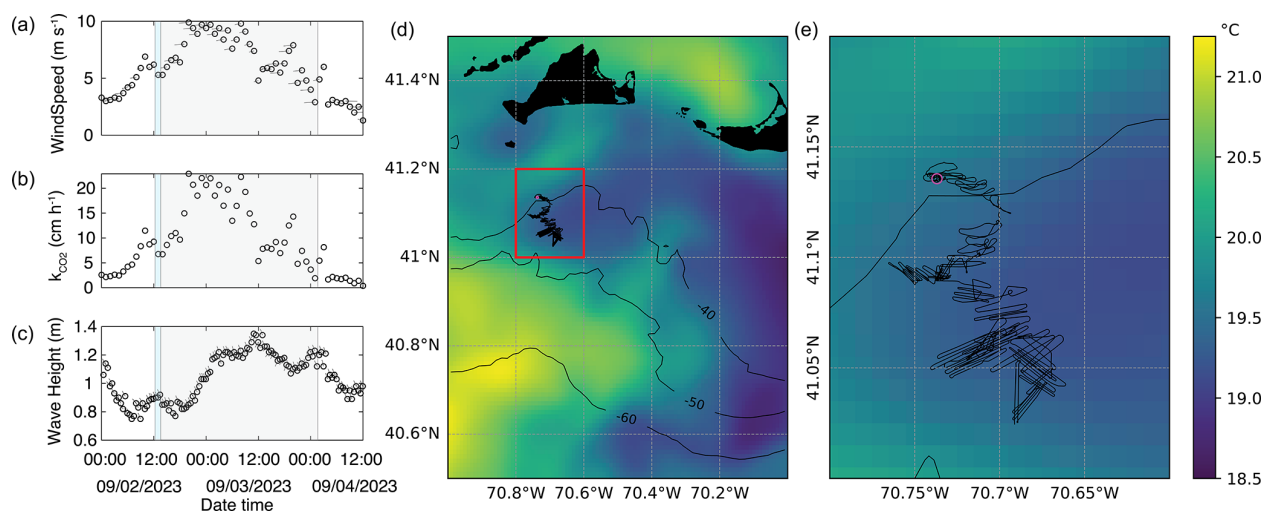 (a)
WindSpeed (m s⁻¹)
10
5
0
(b)
k_CO2 (cm h⁻¹)
20
15
10
5
0
(c)
Wave Height (m)
1.4
1.2
1
0.8
0.6
00:00 12:00 00:00 12:00 00:00 12:00
09/02/2023 09/03/2023 09/04/2023
Date time
(d)
41.4°N
41.2°N
41°N
40.8°N
40.6°N
-40
-50
-60
70.8°W 70.6°W 70.4°W 70.2°W
(e)
41.15°N
41.1°N
41.05°N
70.75°W 70.7°W 70.65°W
°C
21.0
20.5
20.0
19.5
19.0
18.5